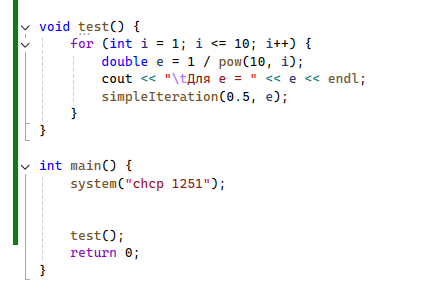 void test() {
for (int i = 1; i <= 10; i++) {
double e = 1 / pow(10, i);
cout << "\tДля e = " << e << endl;
simpleIteration(0.5, e);
}
}
int main() {
system("chcp 1251");
test();
return 0;
}